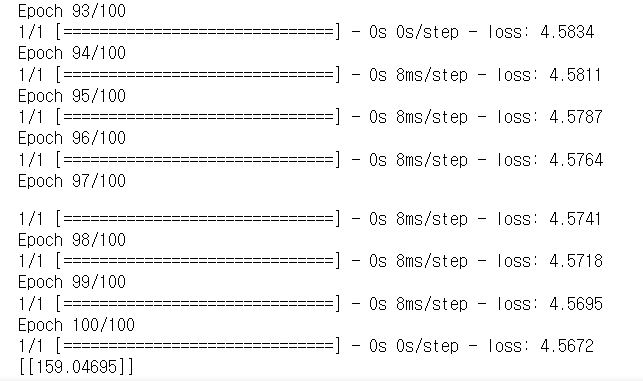 Epoch 93/100
1/1 [==============================] - 0s 0s/step - loss: 4.5834
Epoch 94/100
1/1 [==============================] - 0s 8ms/step - loss: 4.5811
Epoch 95/100
1/1 [==============================] - 0s 8ms/step - loss: 4.5787
Epoch 96/100
1/1 [==============================] - 0s 8ms/step - loss: 4.5764
Epoch 97/100
1/1 [==============================] - 0s 8ms/step - loss: 4.5741
Epoch 98/100
1/1 [==============================] - 0s 8ms/step - loss: 4.5718
Epoch 99/100
1/1 [==============================] - 0s 8ms/step - loss: 4.5695
Epoch 100/100
1/1 [==============================] - 0s 0s/step - loss: 4.5672
[[159.04695]]